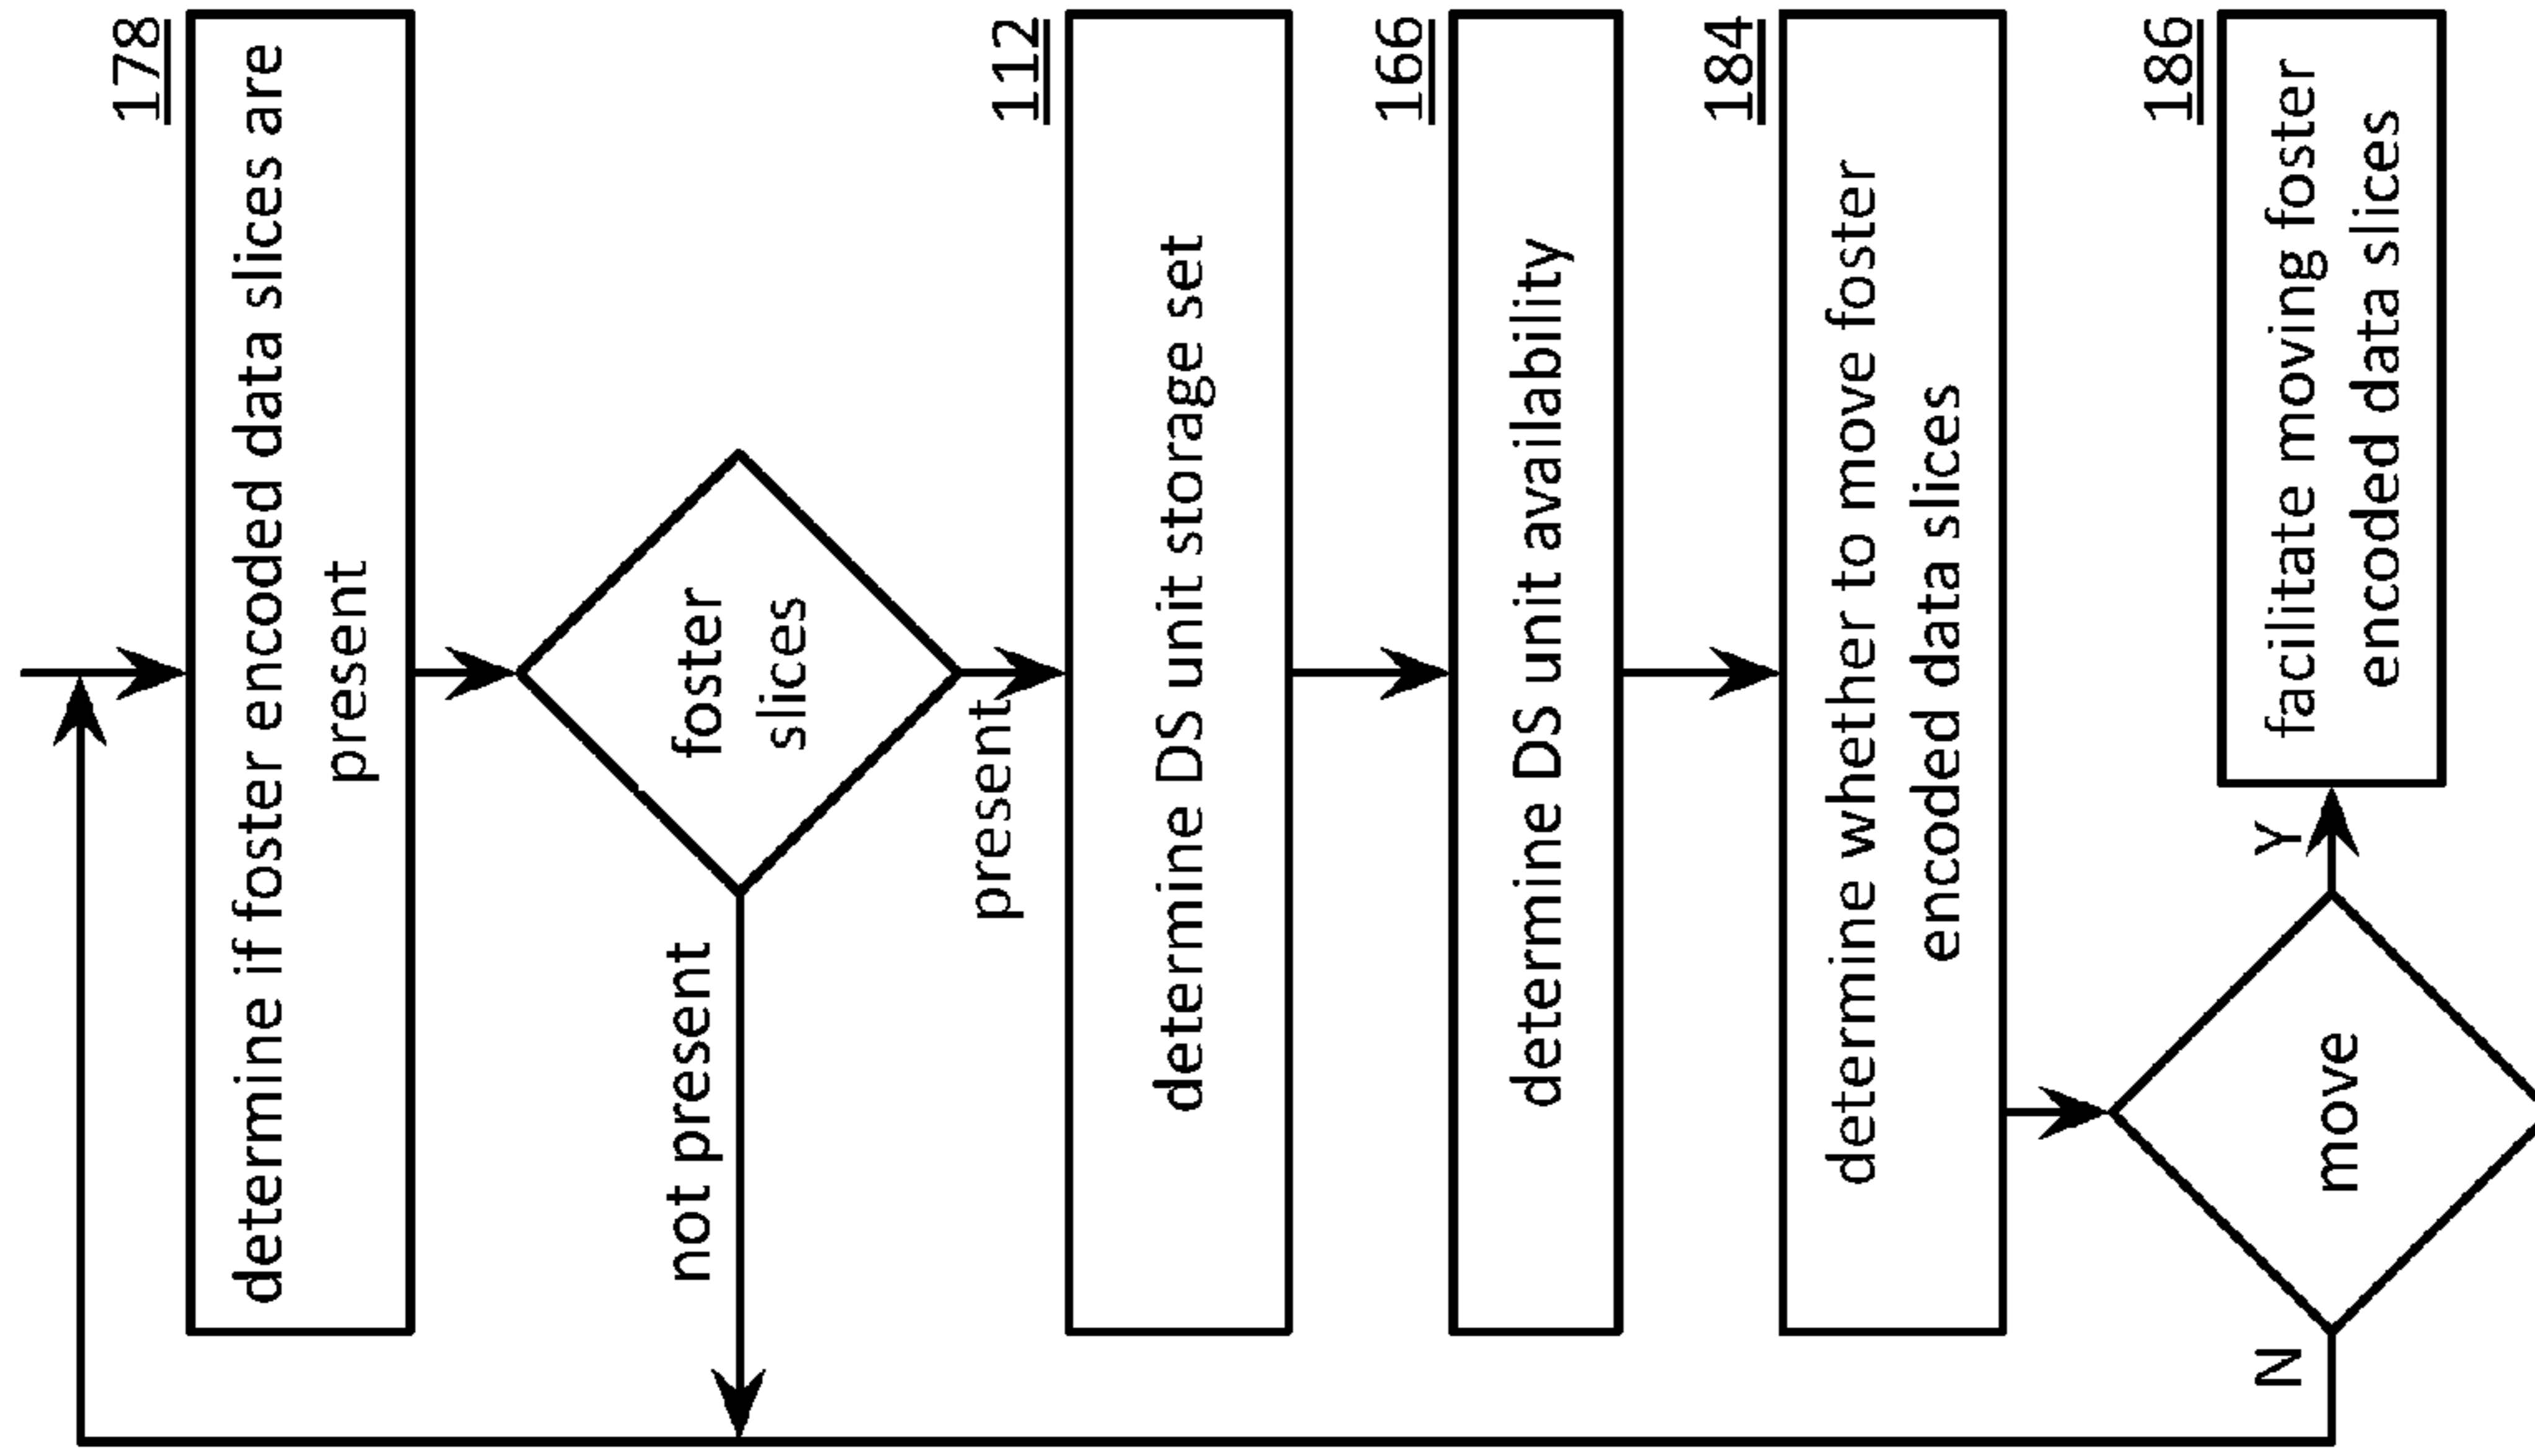 178
determine if foster encoded data slices are
present
foster
slices
not present
present
112
determine DS unit storage set
166
determine DS unit availability
184
determine whether to move foster
encoded data slices
move
N
Y
186
facilitate moving foster
encoded data slices